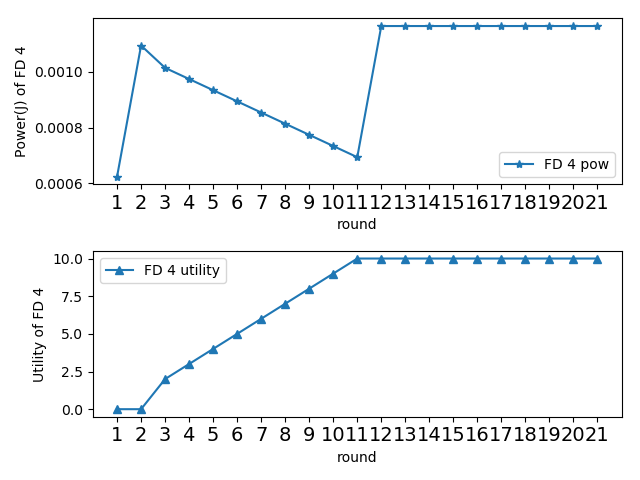 Power(J) of FD 4
0.0010
0.0008
0.0006
FD 4 pow
1 2 3 4 5 6 7 8 9 10 11 12 13 14 15 16 17 18 19 20 21
round
Utility of FD 4
10.0
7.5
5.0
2.5
0.0
FD 4 utility
1 2 3 4 5 6 7 8 9 10 11 12 13 14 15 16 17 18 19 20 21
round